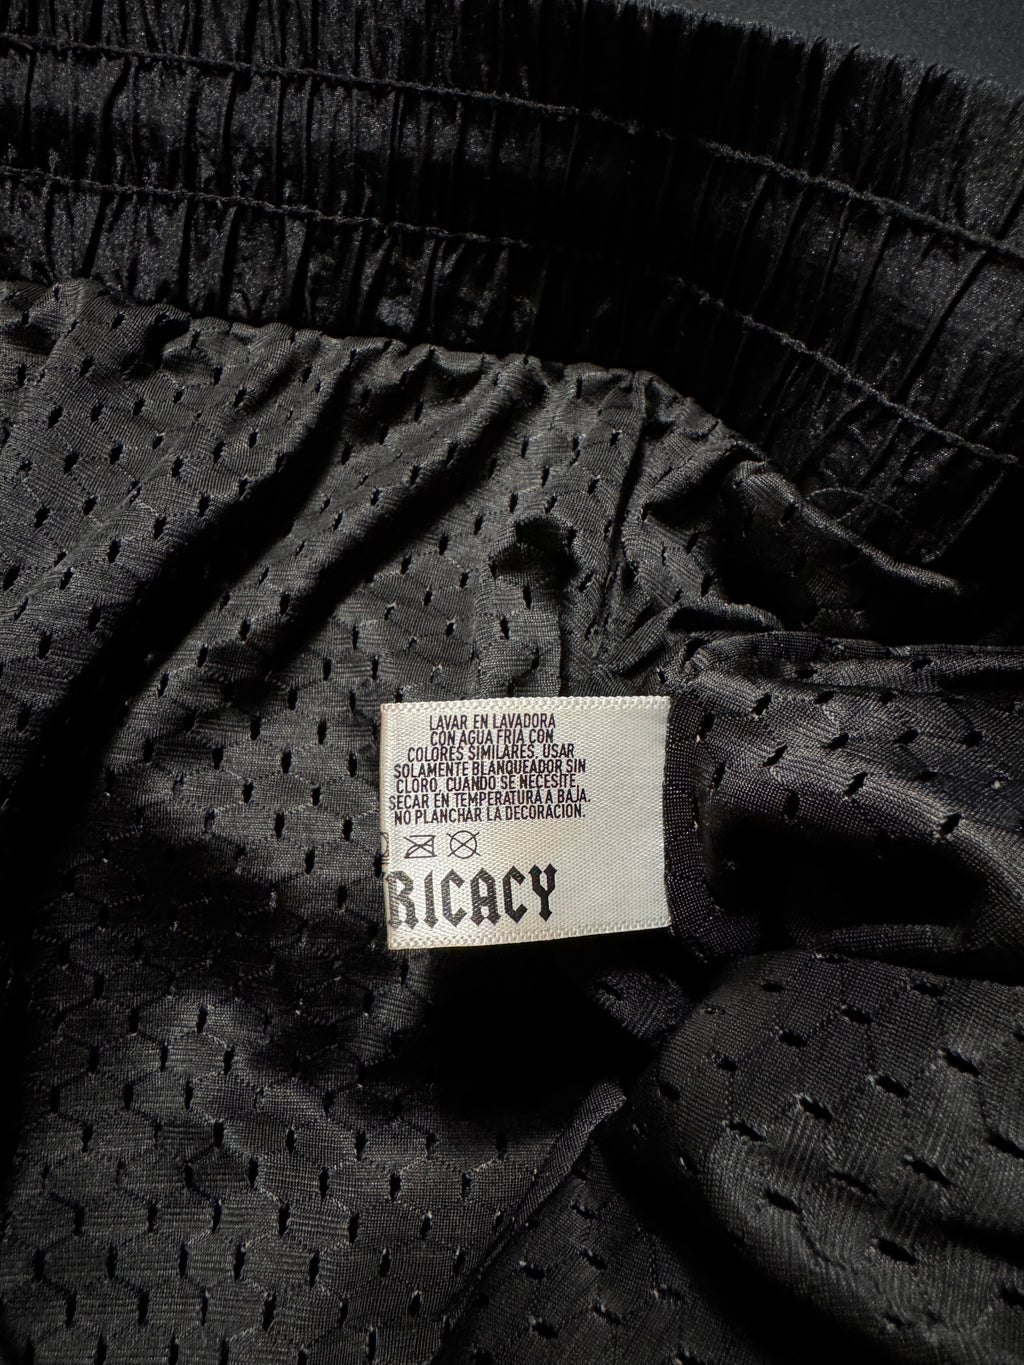 LAVAR EN LAVADORA
CON AGUA FRIA CON
COLORES SIMILARES. USAR
SOLAMENTE BLANQUEADOR SIN
CLORO, CUANDO SE NECESITE
SECAR EN TEMPERATURA A BAJA.
NO PLANCHAR LA DECORACION.
RICACY